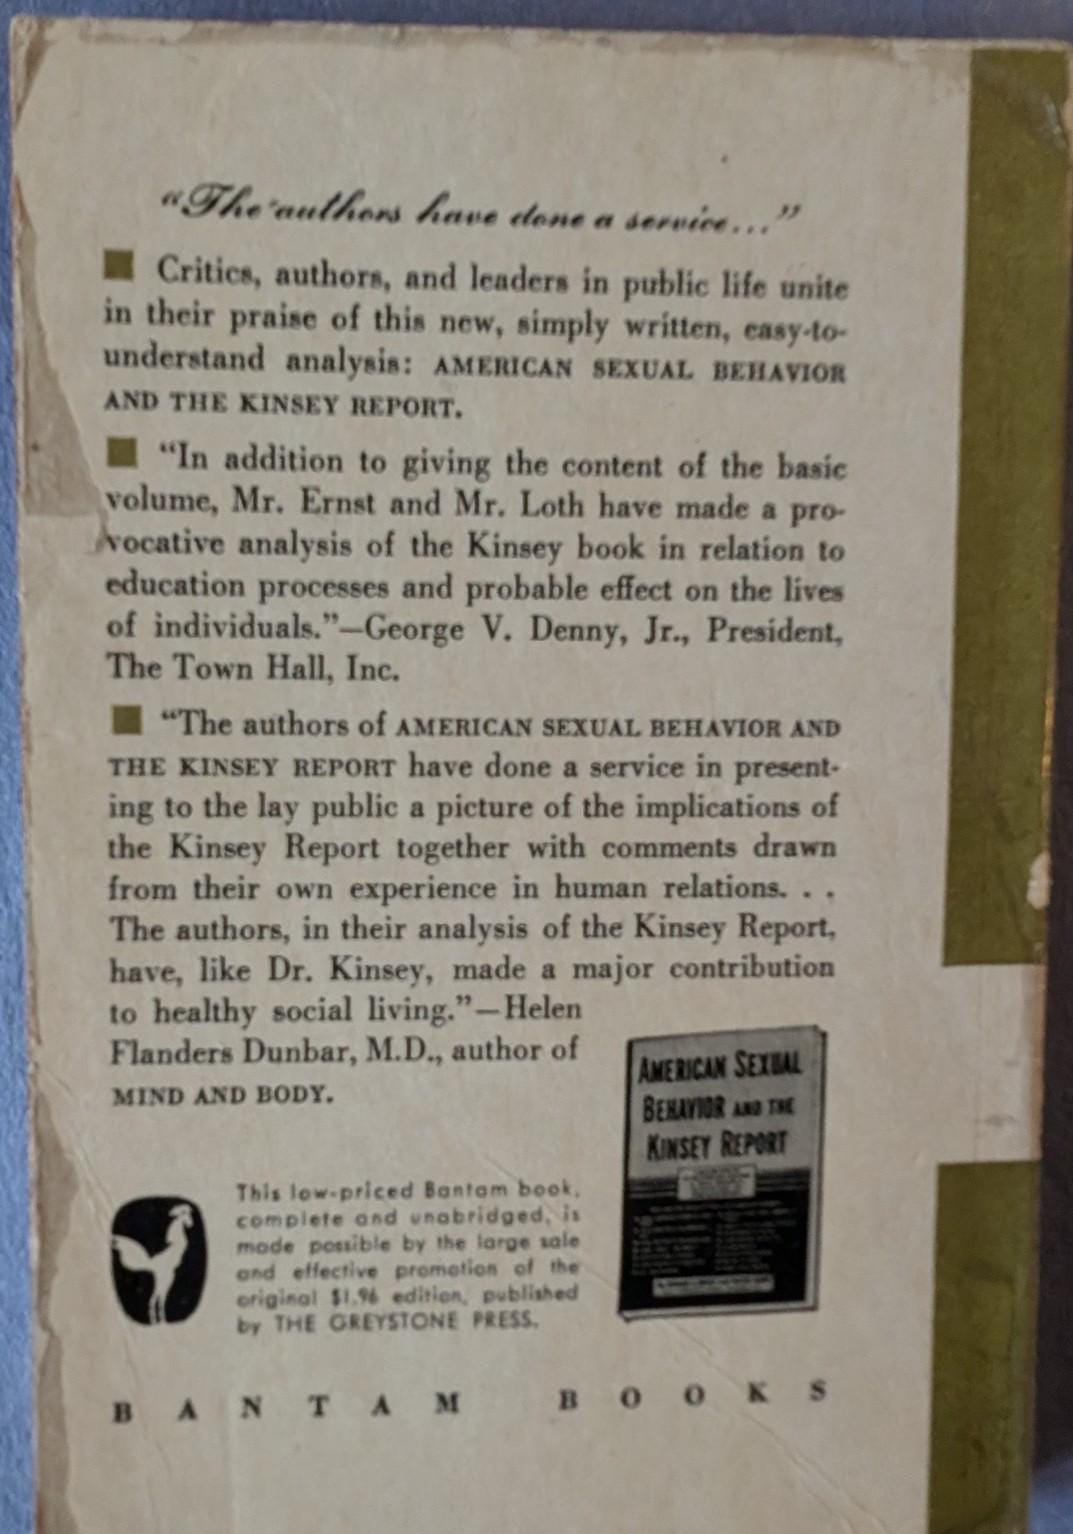 “The authors have done a service...”
Critics, authors, and leaders in public life unite
in their praise of this new, simply written, easy-to-
understand analysis: AMERICAN SEXUAL BEHAVIOR
AND THE KINSEY REPORT.
“In addition to giving the content of the basic
volume, Mr. Ernst and Mr. Loth have made a pro-
vocative analysis of the Kinsey book in relation to
education processes and probable effect on the lives
of individuals.”—George V. Denny, Jr., President,
The Town Hall, Inc.
“The authors of AMERICAN SEXUAL BEHAVIOR AND
THE KINSEY REPORT have done a service in present-
ing to the lay public a picture of the implications of
the Kinsey Report together with comments drawn
from their own experience in human relations. . .
The authors, in their analysis of the Kinsey Report,
have, like Dr. Kinsey, made a major contribution
to healthy social living.”—Helen
Flanders Dunbar, M.D., author of
MIND AND BODY.
AMERICAN SEXUAL
BEHAVIOR AND THE
KINSEY REPORT
This low-priced Bantam book,
complete and unabridged, is
made possible by the large sale
and effective promotion of the
original $1.96 edition, published
by THE GREYSTONE PRESS.
BANTAM BOOKS